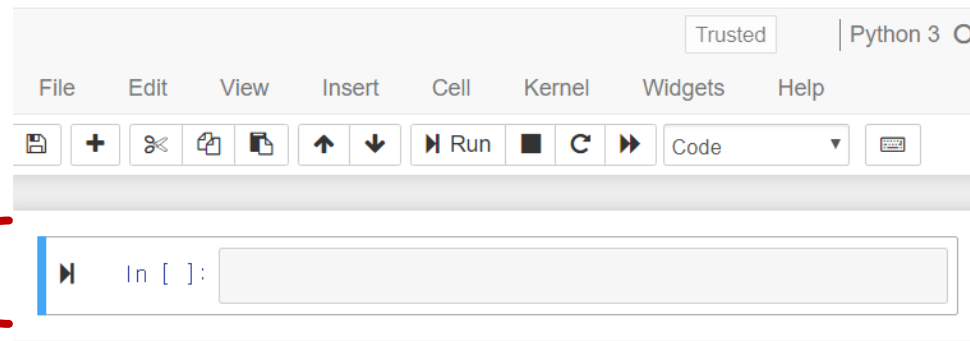 Trusted Python 3
File Edit View Insert Cell Kernel Widgets Help
Run Code
In [ ]: